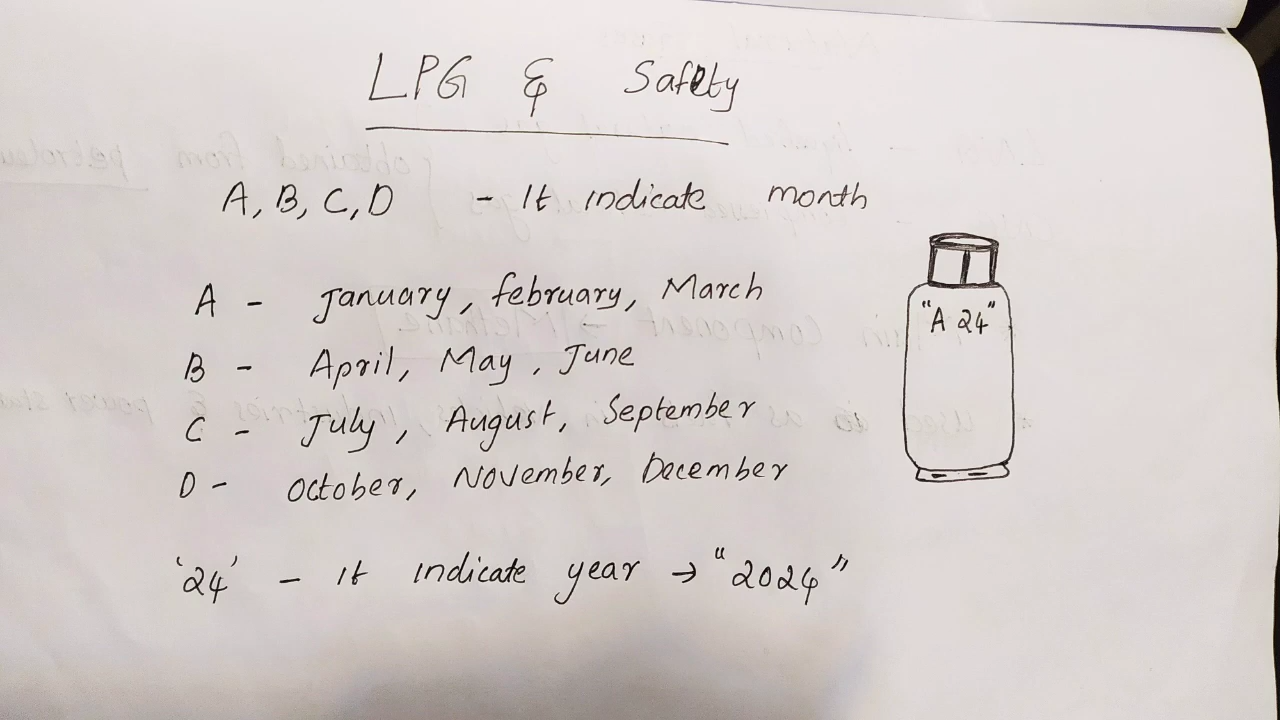 LPG & Safety
A, B, C, D - It indicate month
A - January, february, March
B - April, May, June
C - July, August, September
D - October, November, December
"A 24"
'24' - It indicate year → "2024"